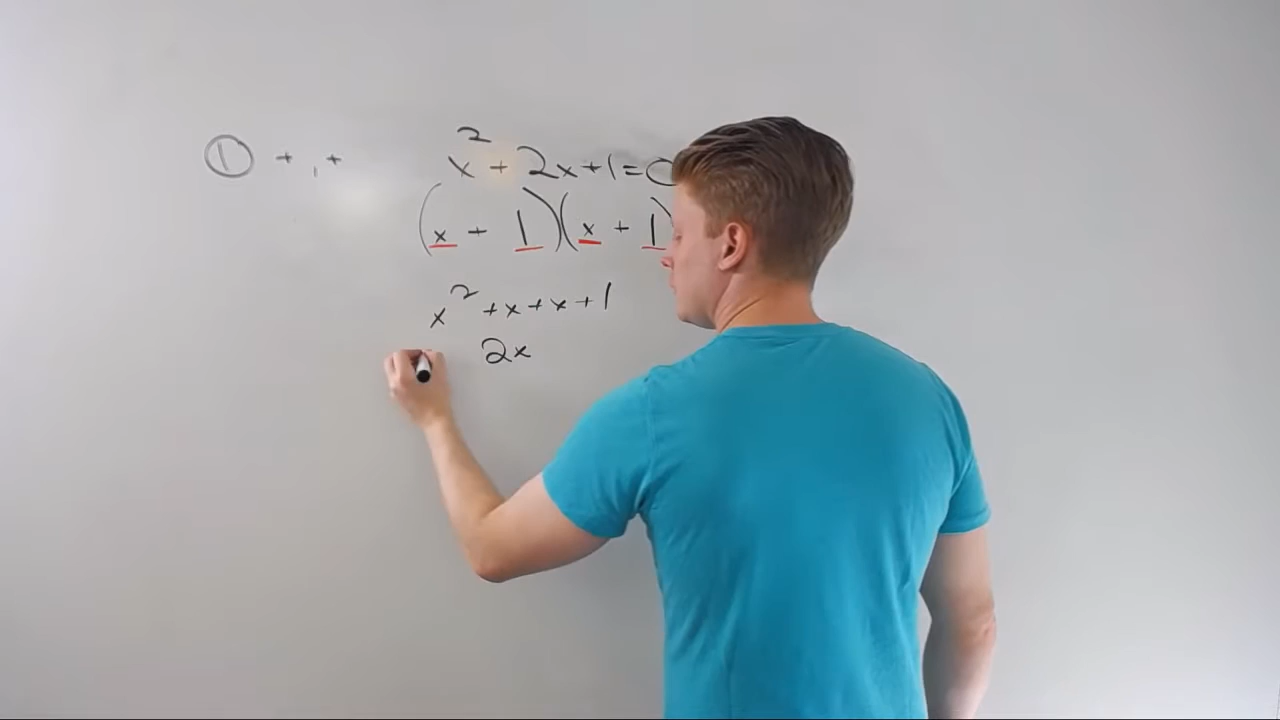 ① + , +
x² + 2x + 1 = 0
(x + 1)(x + 1)
x² + x + x + 1
2x